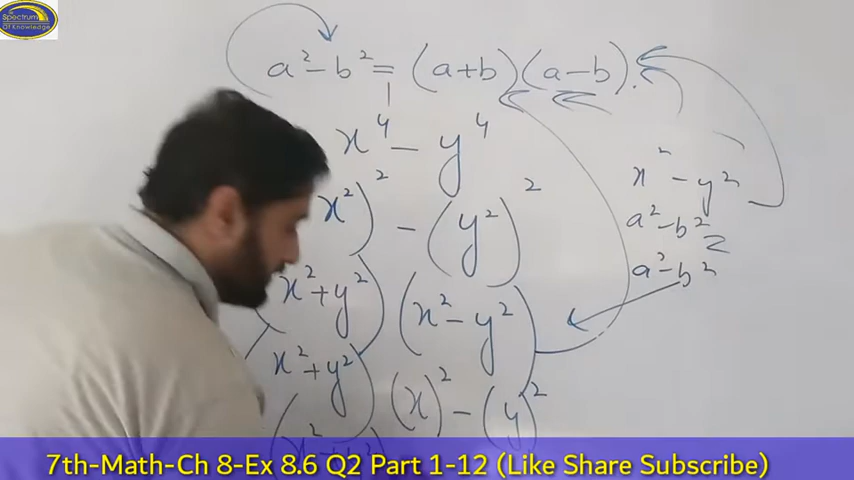 Spectrum
Of Knowledge
a² - b² = (a+b)(a-b).
x⁴ - y⁴
x²)² - (y²)²
x² - y²
a² - b²
a² - b²
x² + y²) (x² - y²)
x² + y²) (x)² - (y)²
(x² + y²)
7th-Math-Ch 8-Ex 8.6 Q2 Part 1-12 (Like Share Subscribe)